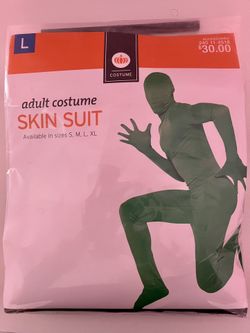 L
COSTUME
$30.00
adult costume
SKIN SUIT
Available in sizes S, M, L, XL